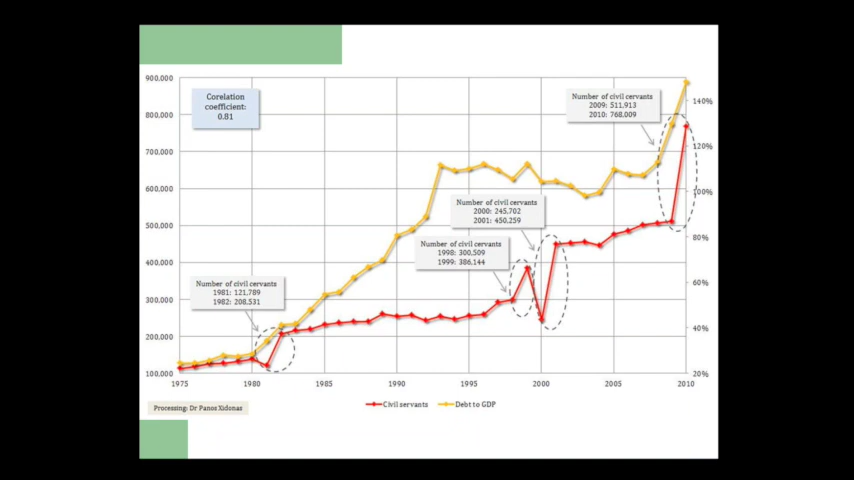 900.000
800.000
700.000
600.000
500.000
400.000
300.000
200.000
100.000
Corelation
coefficient:
0.81
Number of civil cervants
2009: 511,913
2010: 768,009
Number of civil cervants
2000: 245,702
2001: 450,259
Number of civil cervants
1998: 300,509
1999: 386,144
Number of civil cervants
1981: 121,789
1982: 208,531
140%
120%
100%
80%
60%
40%
20%
1975 1980 1985 1990 1995 2000 2005 2010
Civil servants Debt to GDP
Processing: Dr Panos Xidonas